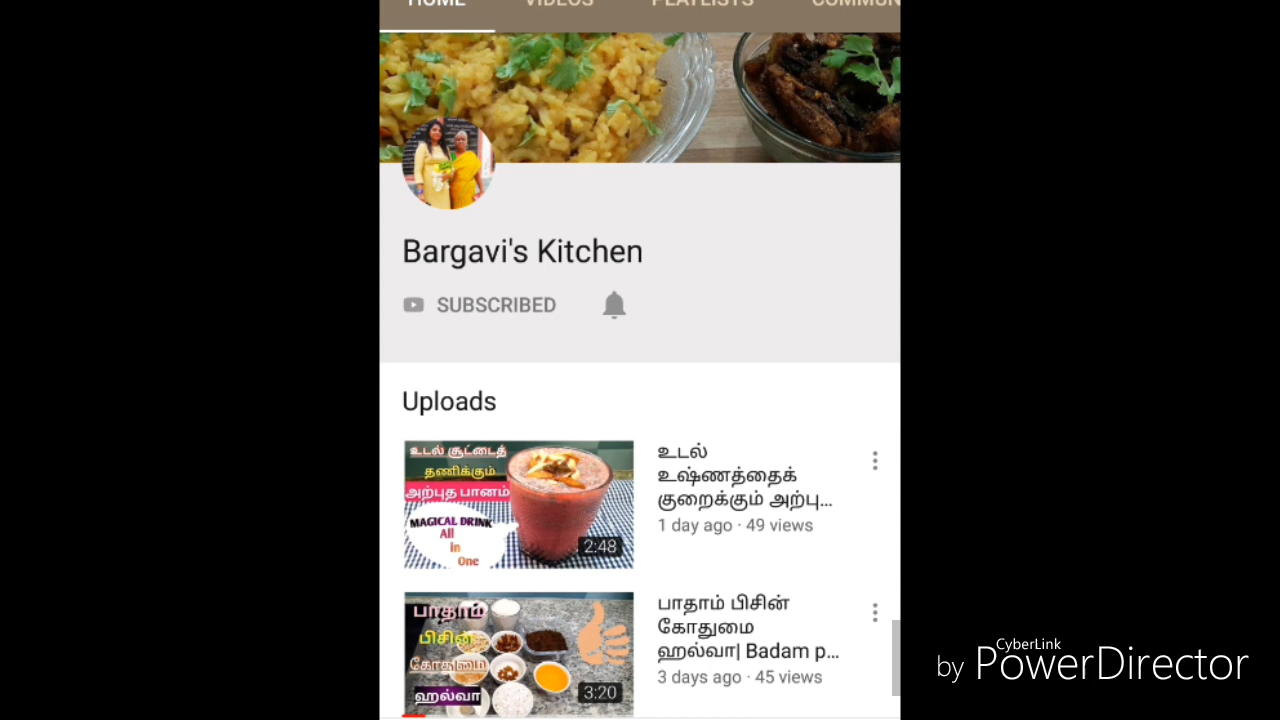 HOME VIDEOS PLAYLISTS COMMUN
Bargavi's Kitchen
SUBSCRIBED
Uploads
உடல் சூட்டைத்
தணிக்கும்
அற்புத பானம்
MAGICAL DRINK
All
in
One
2:48
உடல்
உஷ்ணத்தைக்
குறைக்கும் அற்பு...
1 day ago · 49 views
பாதாம்
பிசின்
கோதுமை
ஹல்வா
3:20
பாதாம் பிசின்
கோதுமை
ஹல்வா| Badam p...
3 days ago · 45 views
CyberLink
by PowerDirector